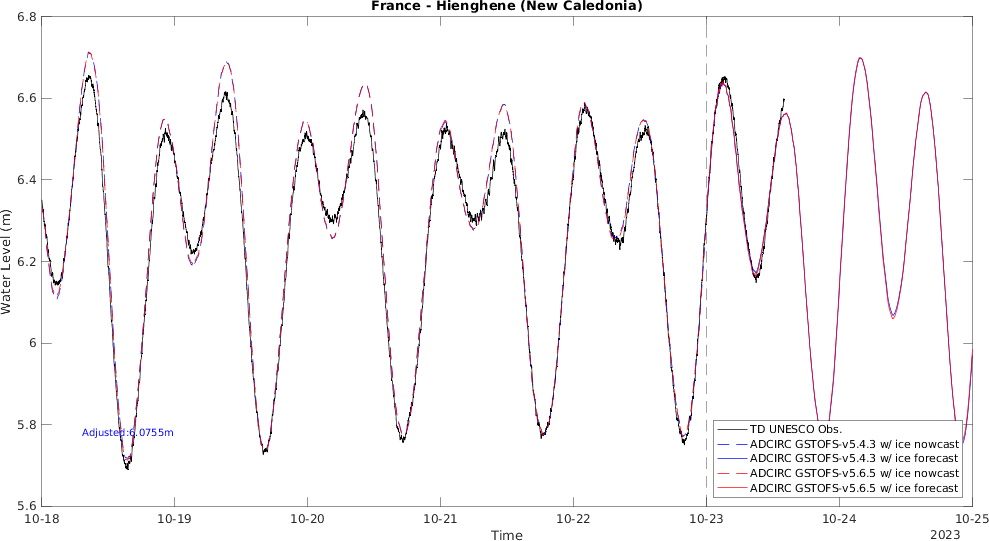 France - Hienghene (New Caledonia)
6.8
6.6
6.4
6.2
6
5.8
5.6
Water Level (m)
Adjusted:6.0755m
TD UNESCO Obs.
ADCIRC GSTOFS-v5.4.3 w/ ice nowcast
ADCIRC GSTOFS-v5.4.3 w/ ice forecast
ADCIRC GSTOFS-v5.6.5 w/ ice nowcast
ADCIRC GSTOFS-v5.6.5 w/ ice forecast
10-18 10-19 10-20 10-21 10-22 10-23 10-24 10-25
Time
2023